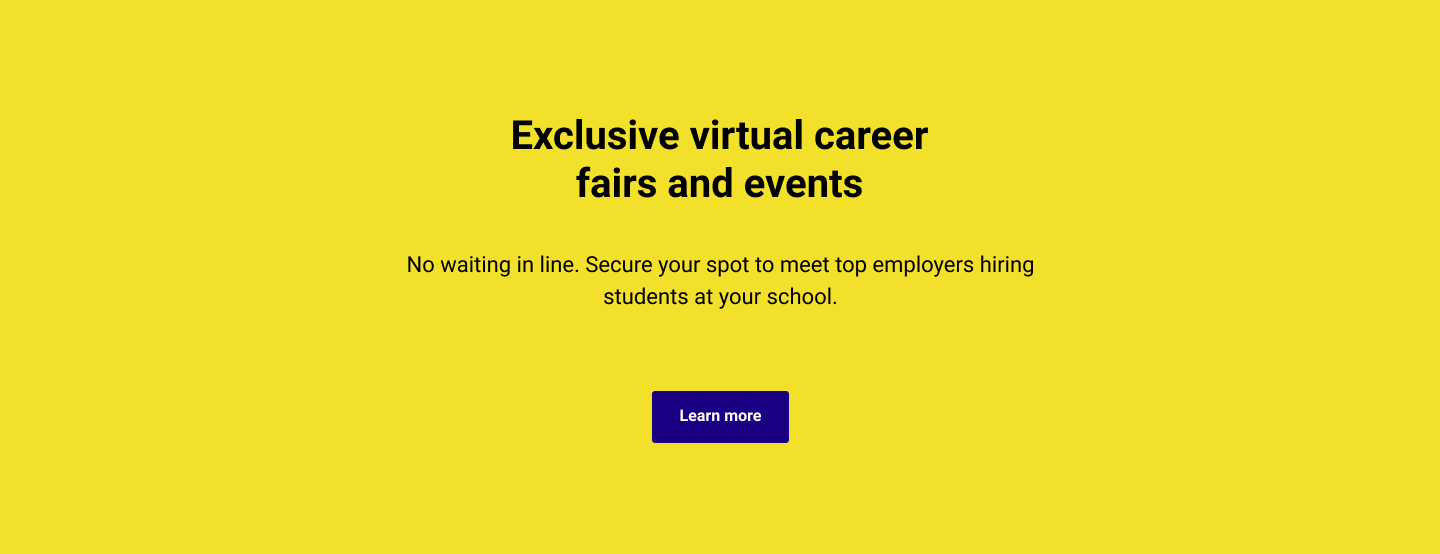 Exclusive virtual career
fairs and events
No waiting in line. Secure your spot to meet top employers hiring
students at your school.
Learn more